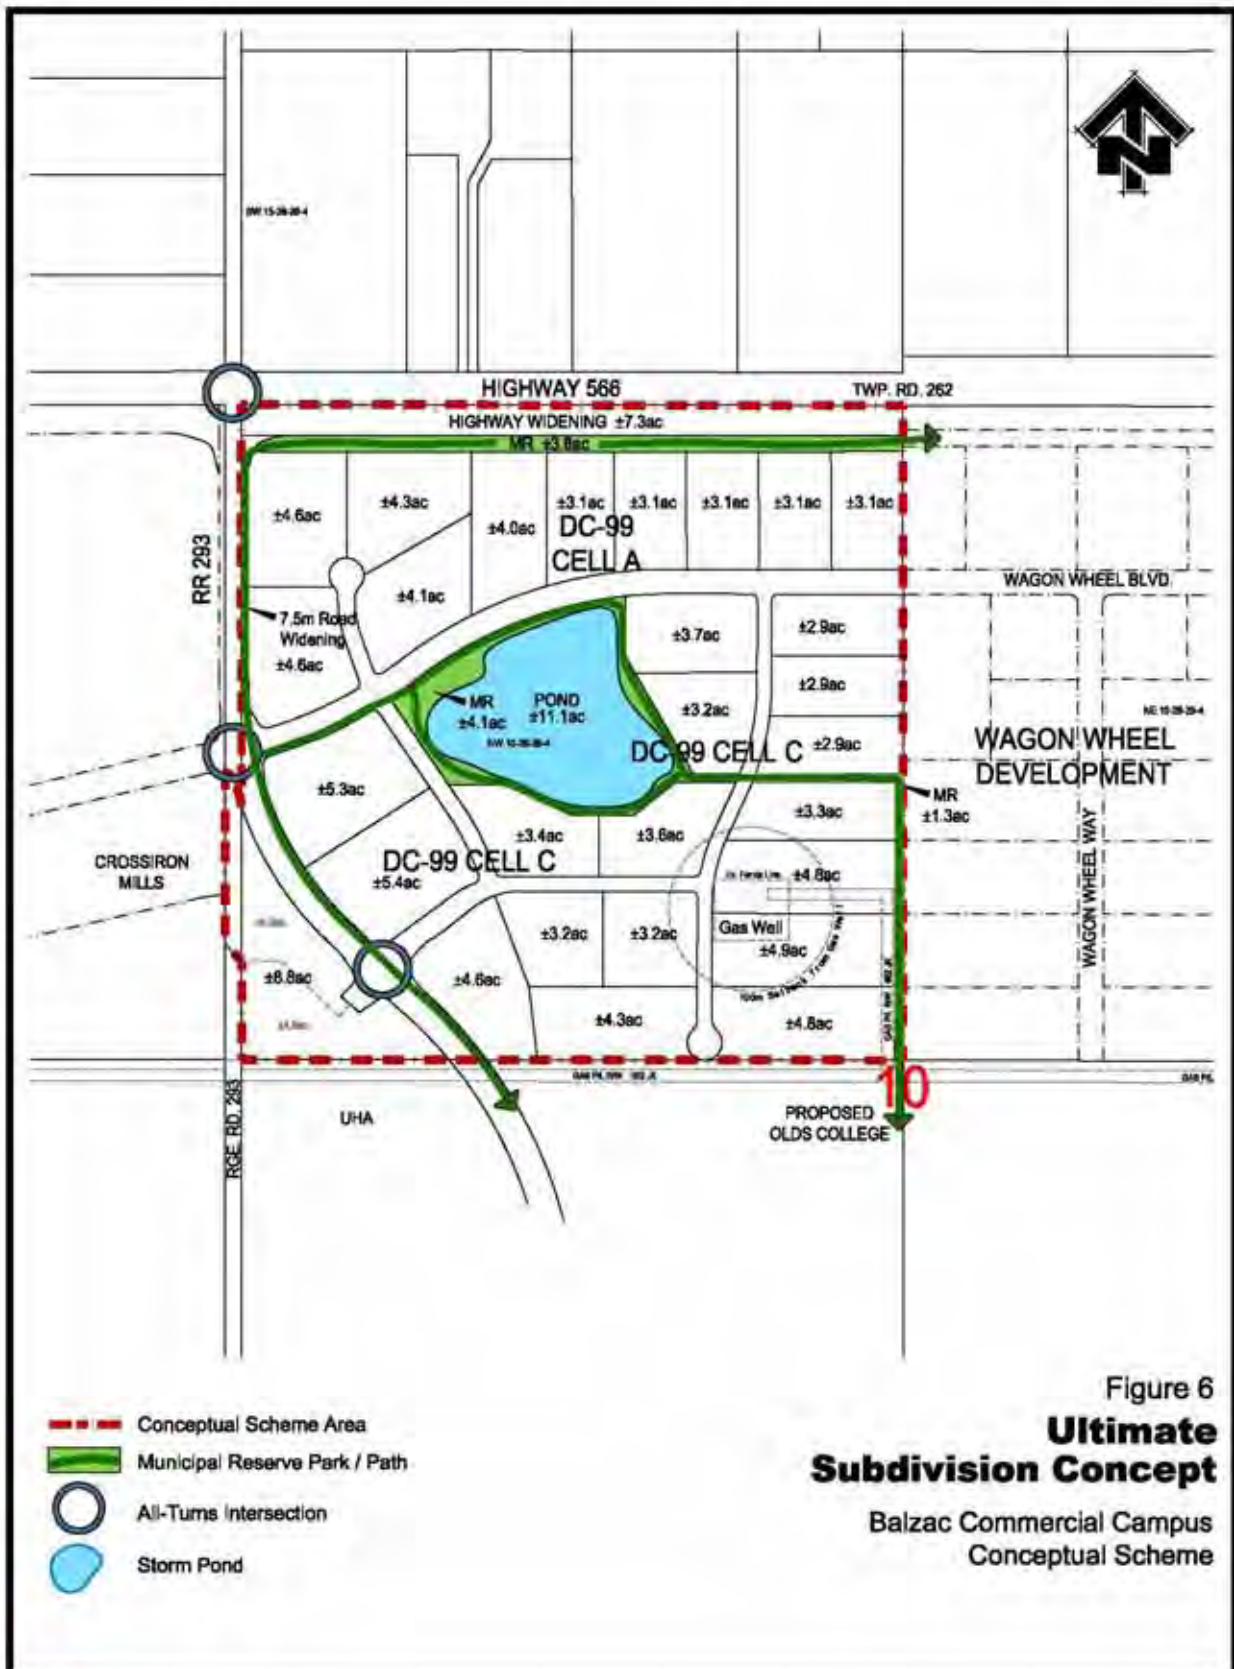 N
HIGHWAY 566
TWP. RD. 262
HIGHWAY WIDENING ±7.3ac
MR ±3.8ac
RR 293
±4.6ac
±4.3ac
±4.0ac
±3.1ac
±3.1ac
±3.1ac
±3.1ac
±3.1ac
DC-99
CELL A
±4.1ac
WAGON WHEEL BLVD.
7.5m Road
Widening
±4.6ac
±3.7ac
±2.9ac
±2.9ac
MR
±4.1ac
POND
±11.1ac
±3.2ac
DC-99 CELL C
±2.9ac
WAGON WHEEL
DEVELOPMENT
±5.3ac
MR
±1.3ac
±3.3ac
±3.4ac
±3.6ac
CROSSIRON
MILLS
DC-99 CELL C
±5.4ac
±4.8ac
WAGON WHEEL WAY
Gas Well
±3.2ac
±3.2ac
±4.9ac
100m Setback From Gas Well
±8.8ac
±4.6ac
±4.3ac
±4.8ac
RGE. RD. 293
UHA
10
PROPOSED
OLDS COLLEGE
Figure 6
Ultimate
Subdivision Concept
Balzac Commercial Campus
Conceptual Scheme
Conceptual Scheme Area
Municipal Reserve Park / Path
All-Turns Intersection
Storm Pond